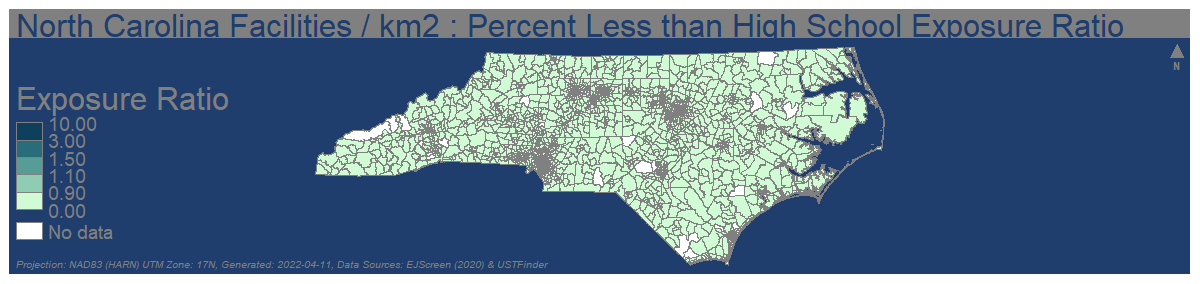 North Carolina Facilities / km2 : Percent Less than High School Exposure Ratio
N
Exposure Ratio
10.00
3.00
1.50
1.10
0.90
0.00
No data
Projection: NAD83 (HARN) UTM Zone: 17N, Generated: 2022-04-11, Data Sources: EJScreen (2020) & USTFinder